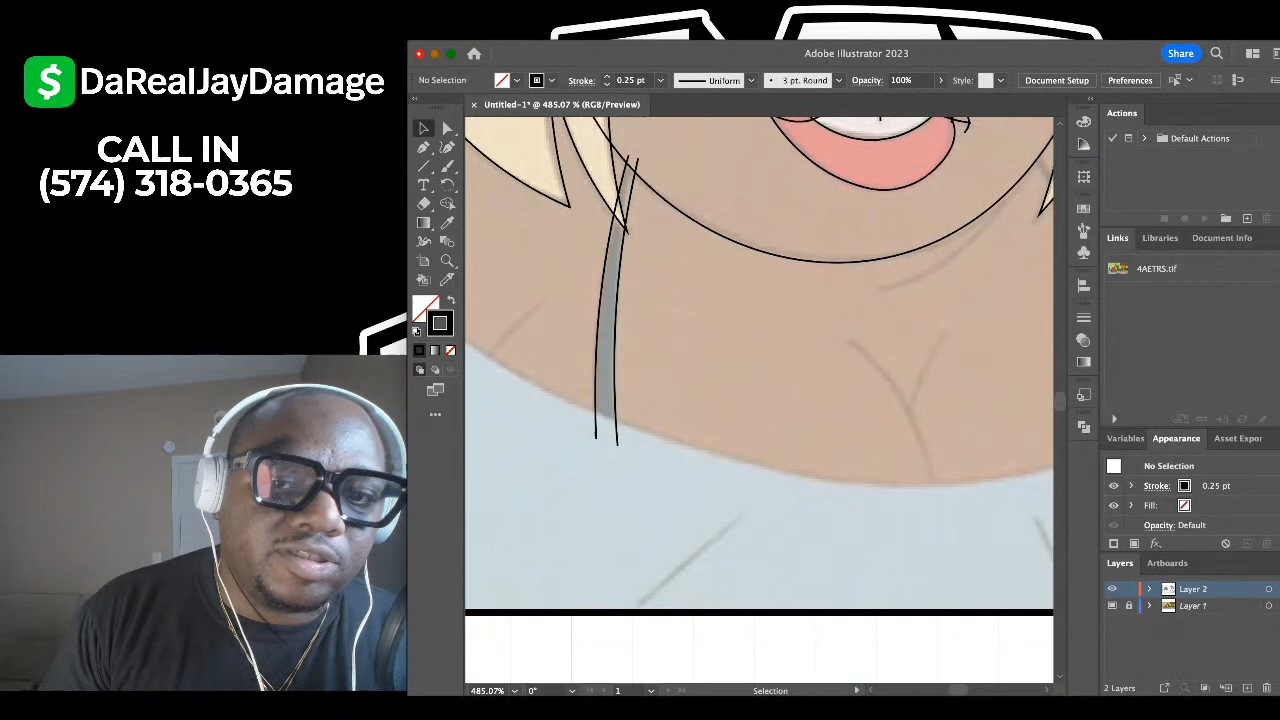 $ DaRealJayDamage
CALL IN
(574) 318-0365
Adobe Illustrator 2023
Share
No Selection
Stroke:
0.25 pt
Uniform
3 pt. Round
Opacity:
100%
Style:
Document Setup
Preferences
Untitled-1* @ 485.07 % (RGB/Preview)
Actions
Default Actions
Links
Libraries
Document Info
4AETRS.tif
Variables
Appearance
Asset Expor
No Selection
Stroke:
0.25 pt
Fill:
Opacity: Default
fx.
Layers
Artboards
Layer 2
Layer 1
2 Layers
485.07%
0°
1
Selection